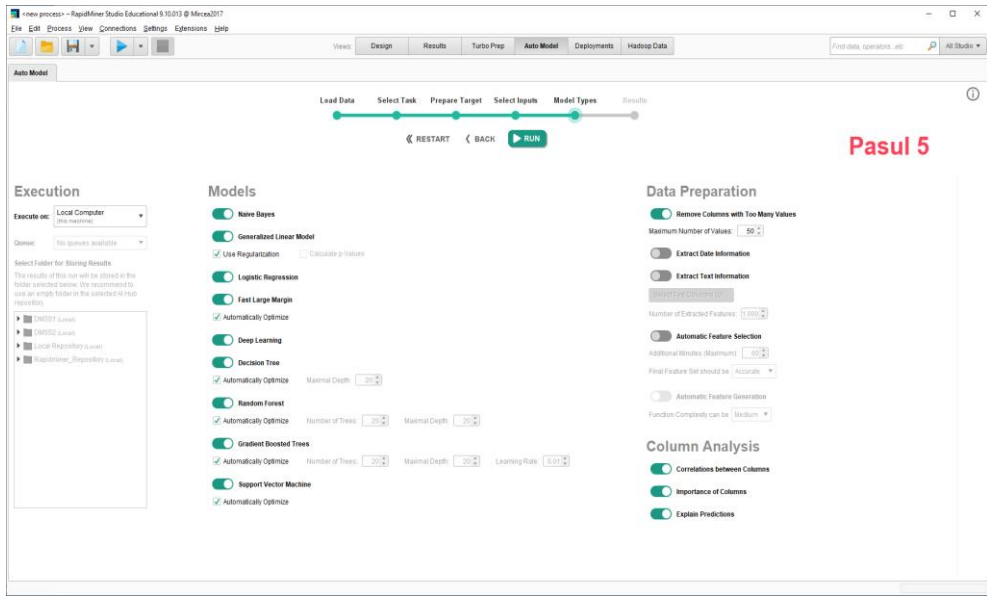 <new process> – RapidMiner Studio Educational 9.10.013 @ Mircea2017
File Edit Process View Connections Settings Extensions Help
Views: Design Results Turbo Prep Auto Model Deployments Hadoop Data
Find data, operators...etc All Studio
Auto Model
Load Data Select Task Prepare Target Select Inputs Model Types Results
RESTART BACK RUN
Pasul 5
Execution
Execute on: Local Computer
(this machine)
Queue: No queues available
Select Folder for Storing Results
The results of this run will be stored in the
folder selected below. We recommend to
use an empty folder in the selected AI Hub
repository
DMSS1 (Local)
DMSS2 (Local)
Local Repository (Local)
Rapidminer_Repository (Local)
Models
Naive Bayes
Generalized Linear Model
Use Regularization Calculate p-Values
Logistic Regression
Fast Large Margin
Automatically Optimize
Deep Learning
Decision Tree
Automatically Optimize Maximal Depth: 20
Random Forest
Automatically Optimize Number of Trees: 20 Maximal Depth: 20
Gradient Boosted Trees
Automatically Optimize Number of Trees: 20 Maximal Depth: 20 Learning Rate: 0.01
Support Vector Machine
Automatically Optimize
Data Preparation
Remove Columns with Too Many Values
Maximum Number of Values: 50
Extract Date Information
Extract Text Information
Number of Extracted Features: 1,000
Automatic Feature Selection
Additional Minutes (Maximum): 60
Final Feature Set should be Accurate
Automatic Feature Generation
Function Complexity can be Medium
Column Analysis
Correlations between Columns
Importance of Columns
Explain Predictions